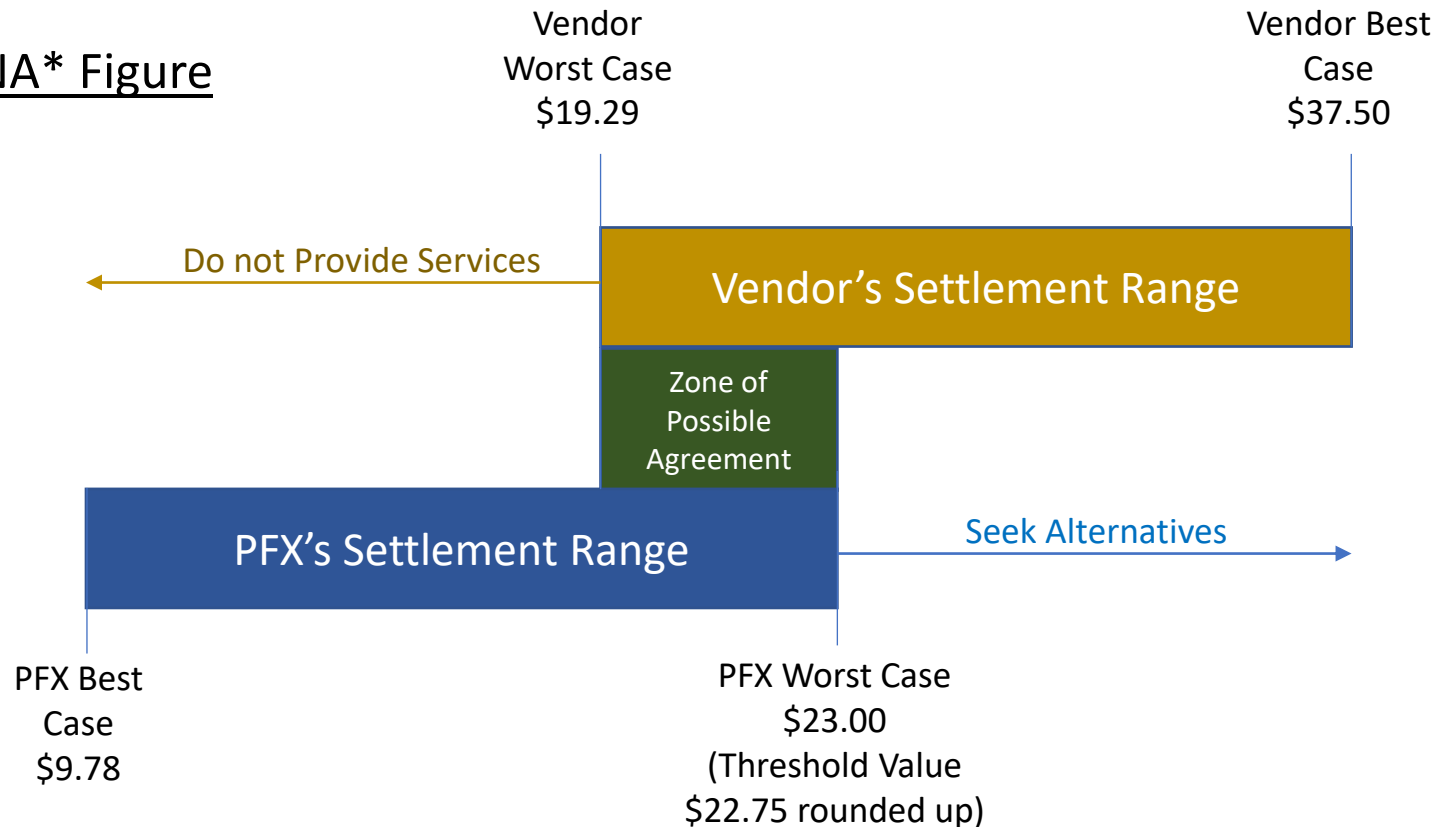 NA* Figure
Vendor
Worst Case
$19.29
Vendor Best
Case
$37.50
Do not Provide Services
Vendor’s Settlement Range
Zone of
Possible
Agreement
PFX’s Settlement Range
Seek Alternatives
PFX Best
Case
$9.78
PFX Worst Case
$23.00
(Threshold Value
$22.75 rounded up)